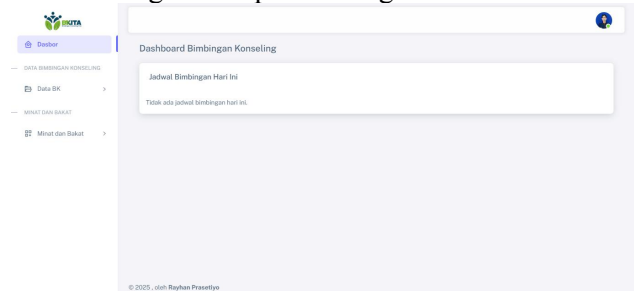 BKITA
Dasbor
DATA BIMBINGAN KONSELING
Data BK
MINAT DAN BAKAT
Minat dan Bakat
Dashboard Bimbingan Konseling
Jadwal Bimbingan Hari Ini
Tidak ada jadwal bimbingan hari ini.
© 2025 , oleh Rayhan Prasetiyo